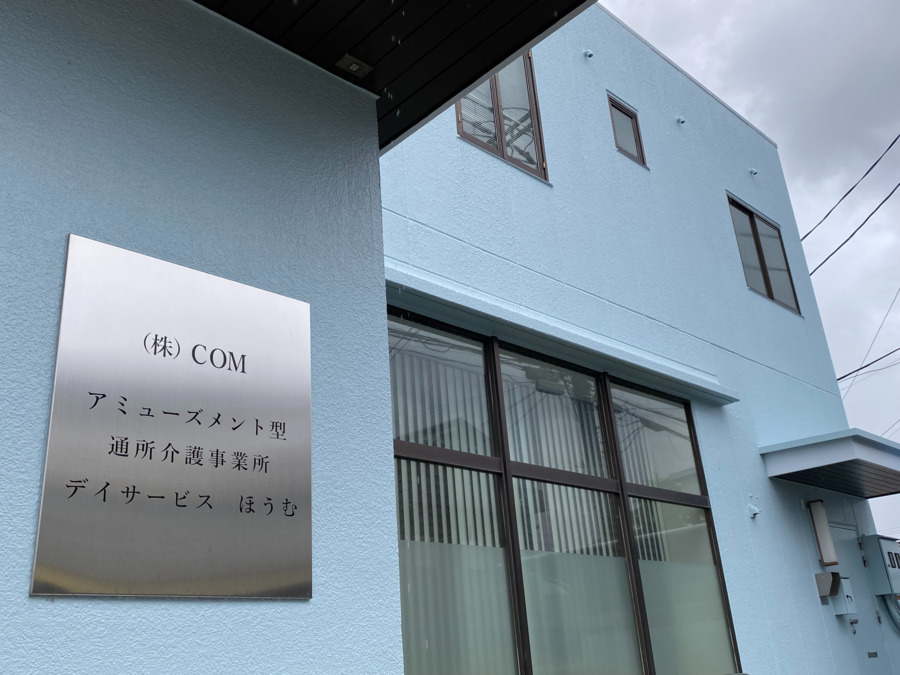 （株）COM
アミューズメント型
通所介護事業所
デイサービス　ほうむ